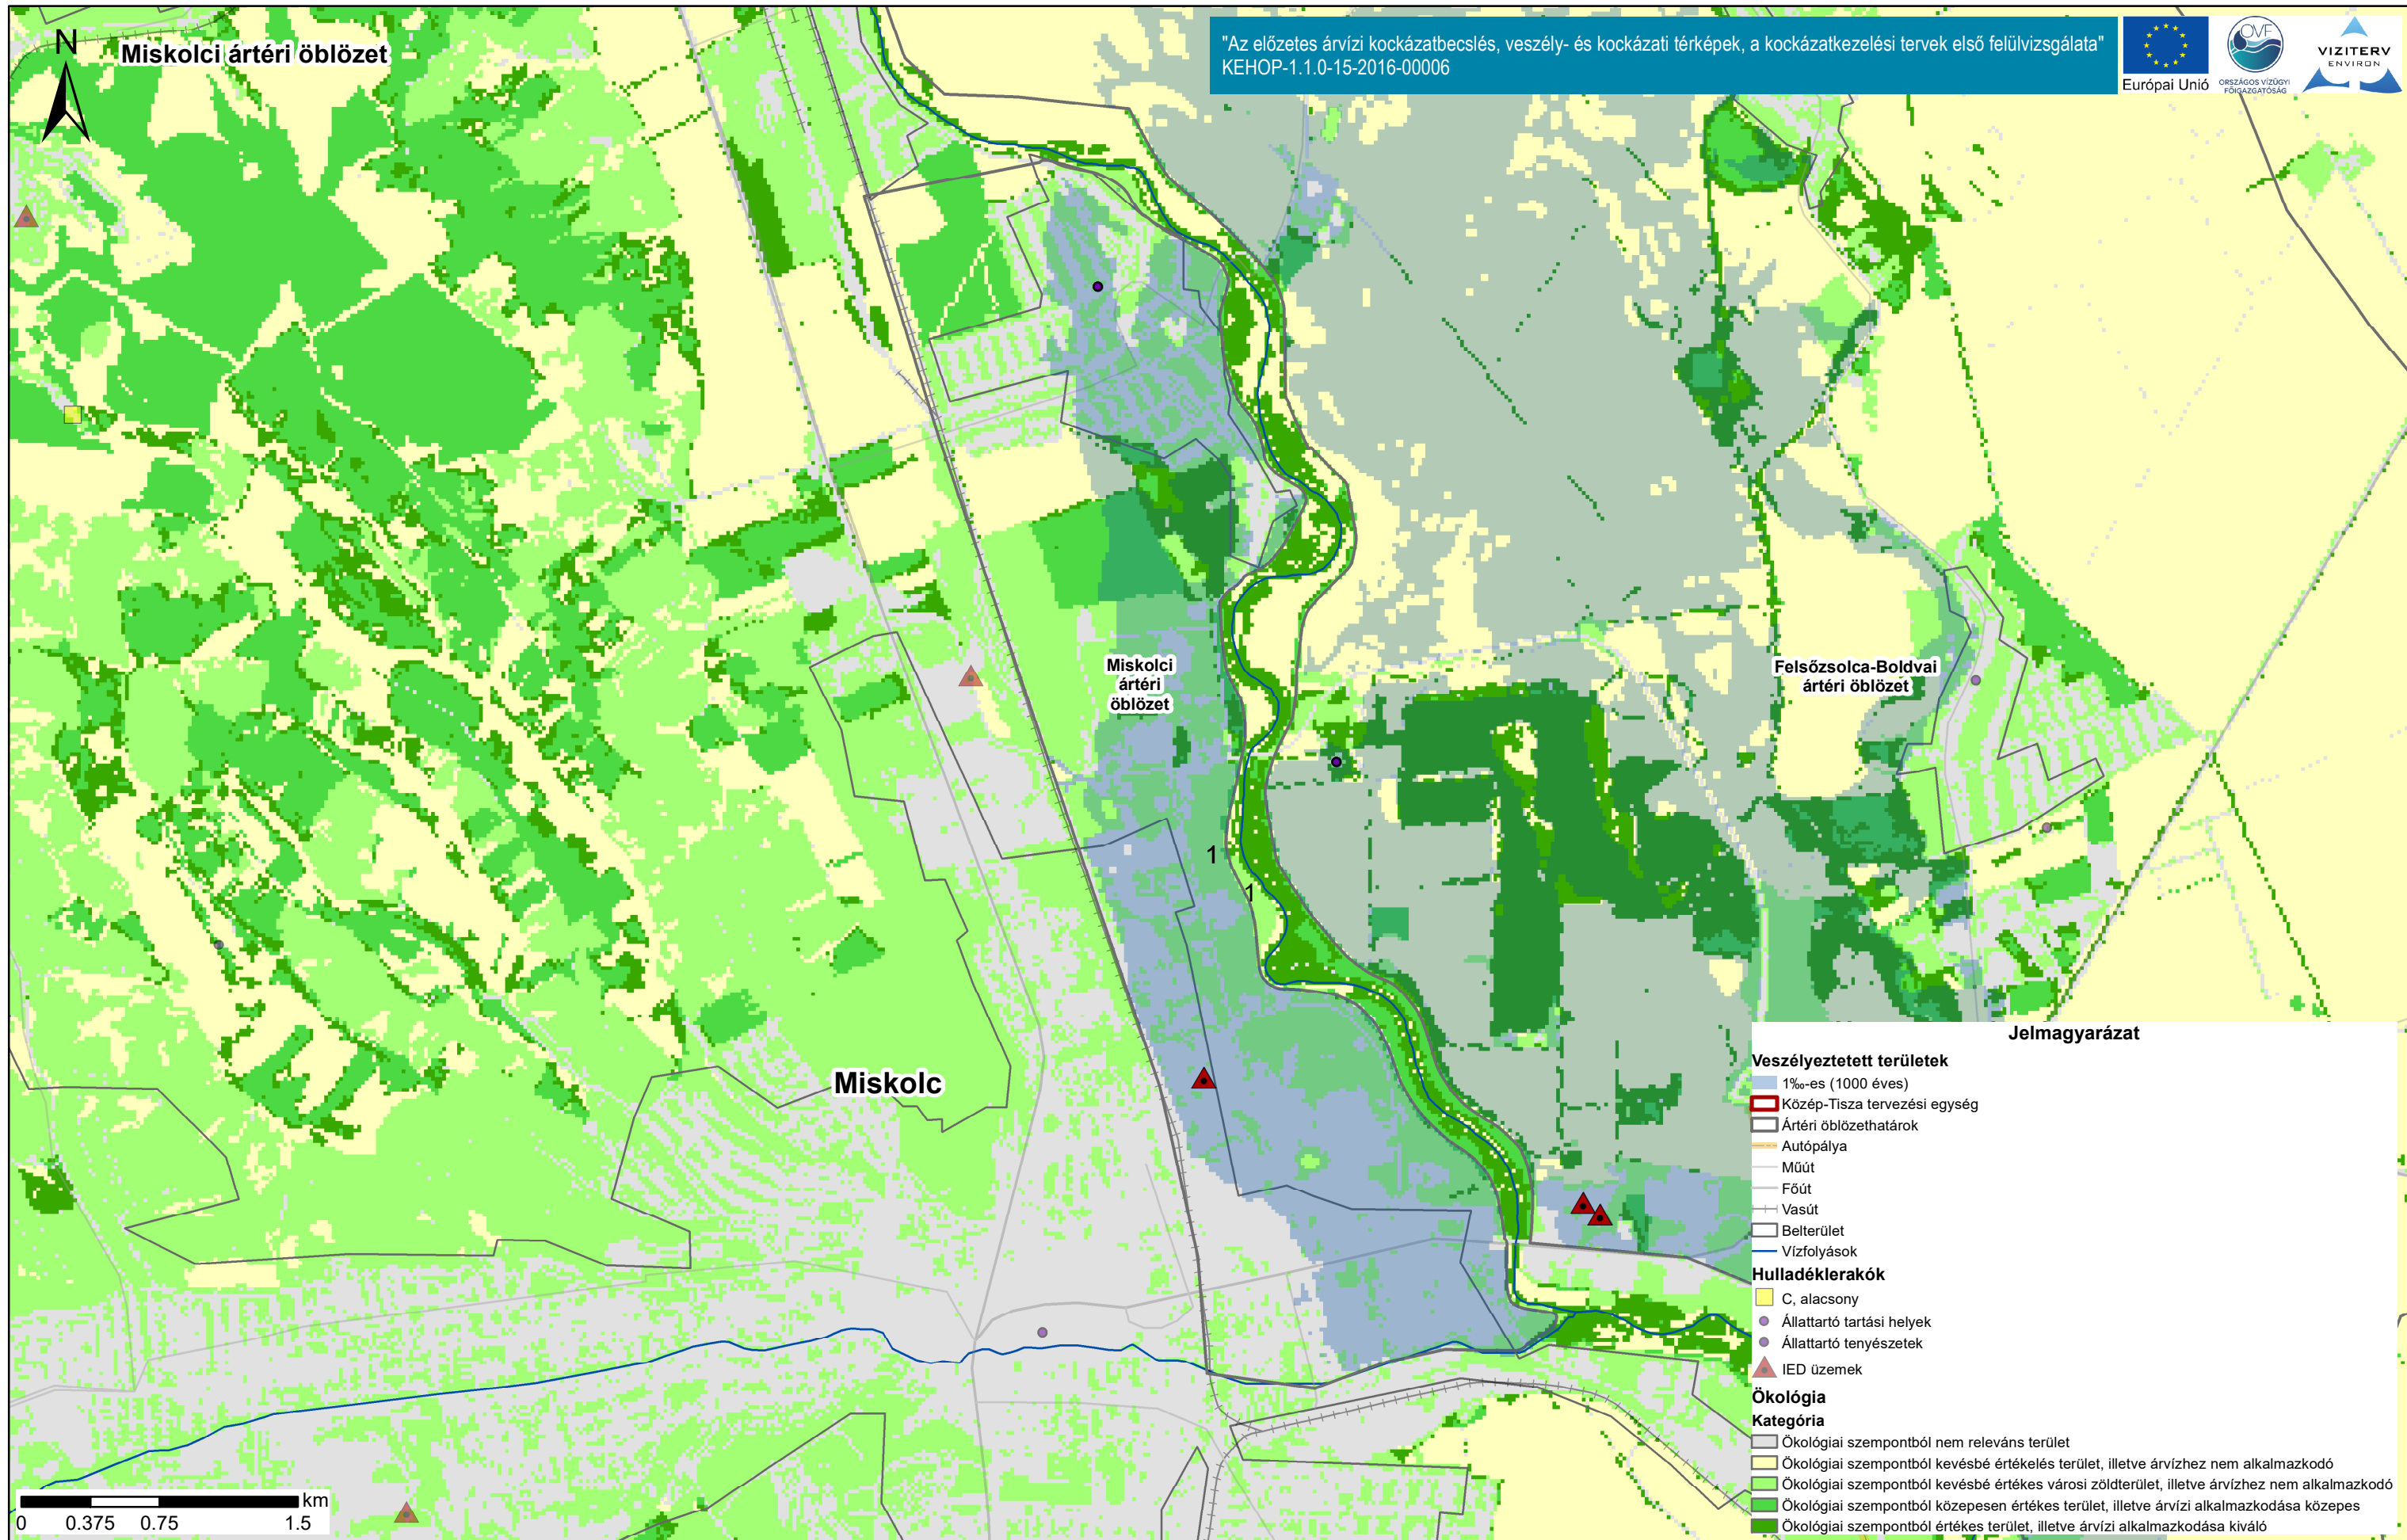 Miskolci ártéri öblözet
N
"Az előzetes árvízi kockázatbecslés, veszély- és kockázati térképek, a kockázatkezelési tervek első felülvizsgálata"
KEHOP-1.1.0-15-2016-00006
Európai Unió
OVF
ORSZÁGOS VÍZÜGYI
FŐIGAZGATÓSÁG
VIZITERV
ENVIRON
Miskolci
ártéri
öblözet
Felsőzsolca-Boldvai
ártéri öblözet
1
1
Miskolc
Jelmagyarázat
Veszélyeztetett területek
1‰-es (1000 éves)
Közép-Tisza tervezési egység
Ártéri öblözethatárok
Autópálya
Műút
Főút
Vasút
Belterület
Vízfolyások
Hulladéklerakók
C, alacsony
Állattartó tartási helyek
Állattartó tenyészetek
IED üzemek
Ökológia
Kategória
Ökológiai szempontból nem releváns terület
Ökológiai szempontból kevésbé értékelés terület, illetve árvízhez nem alkalmazkodó
Ökológiai szempontból kevésbé értékes városi zöldterület, illetve árvízhez nem alkalmazkodó
Ökológiai szempontból közepesen értékes terület, illetve árvízi alkalmazkodása közepes
Ökológiai szempontból értékes terület, illetve árvízi alkalmazkodása kiváló
km
0 0.375 0.75 1.5